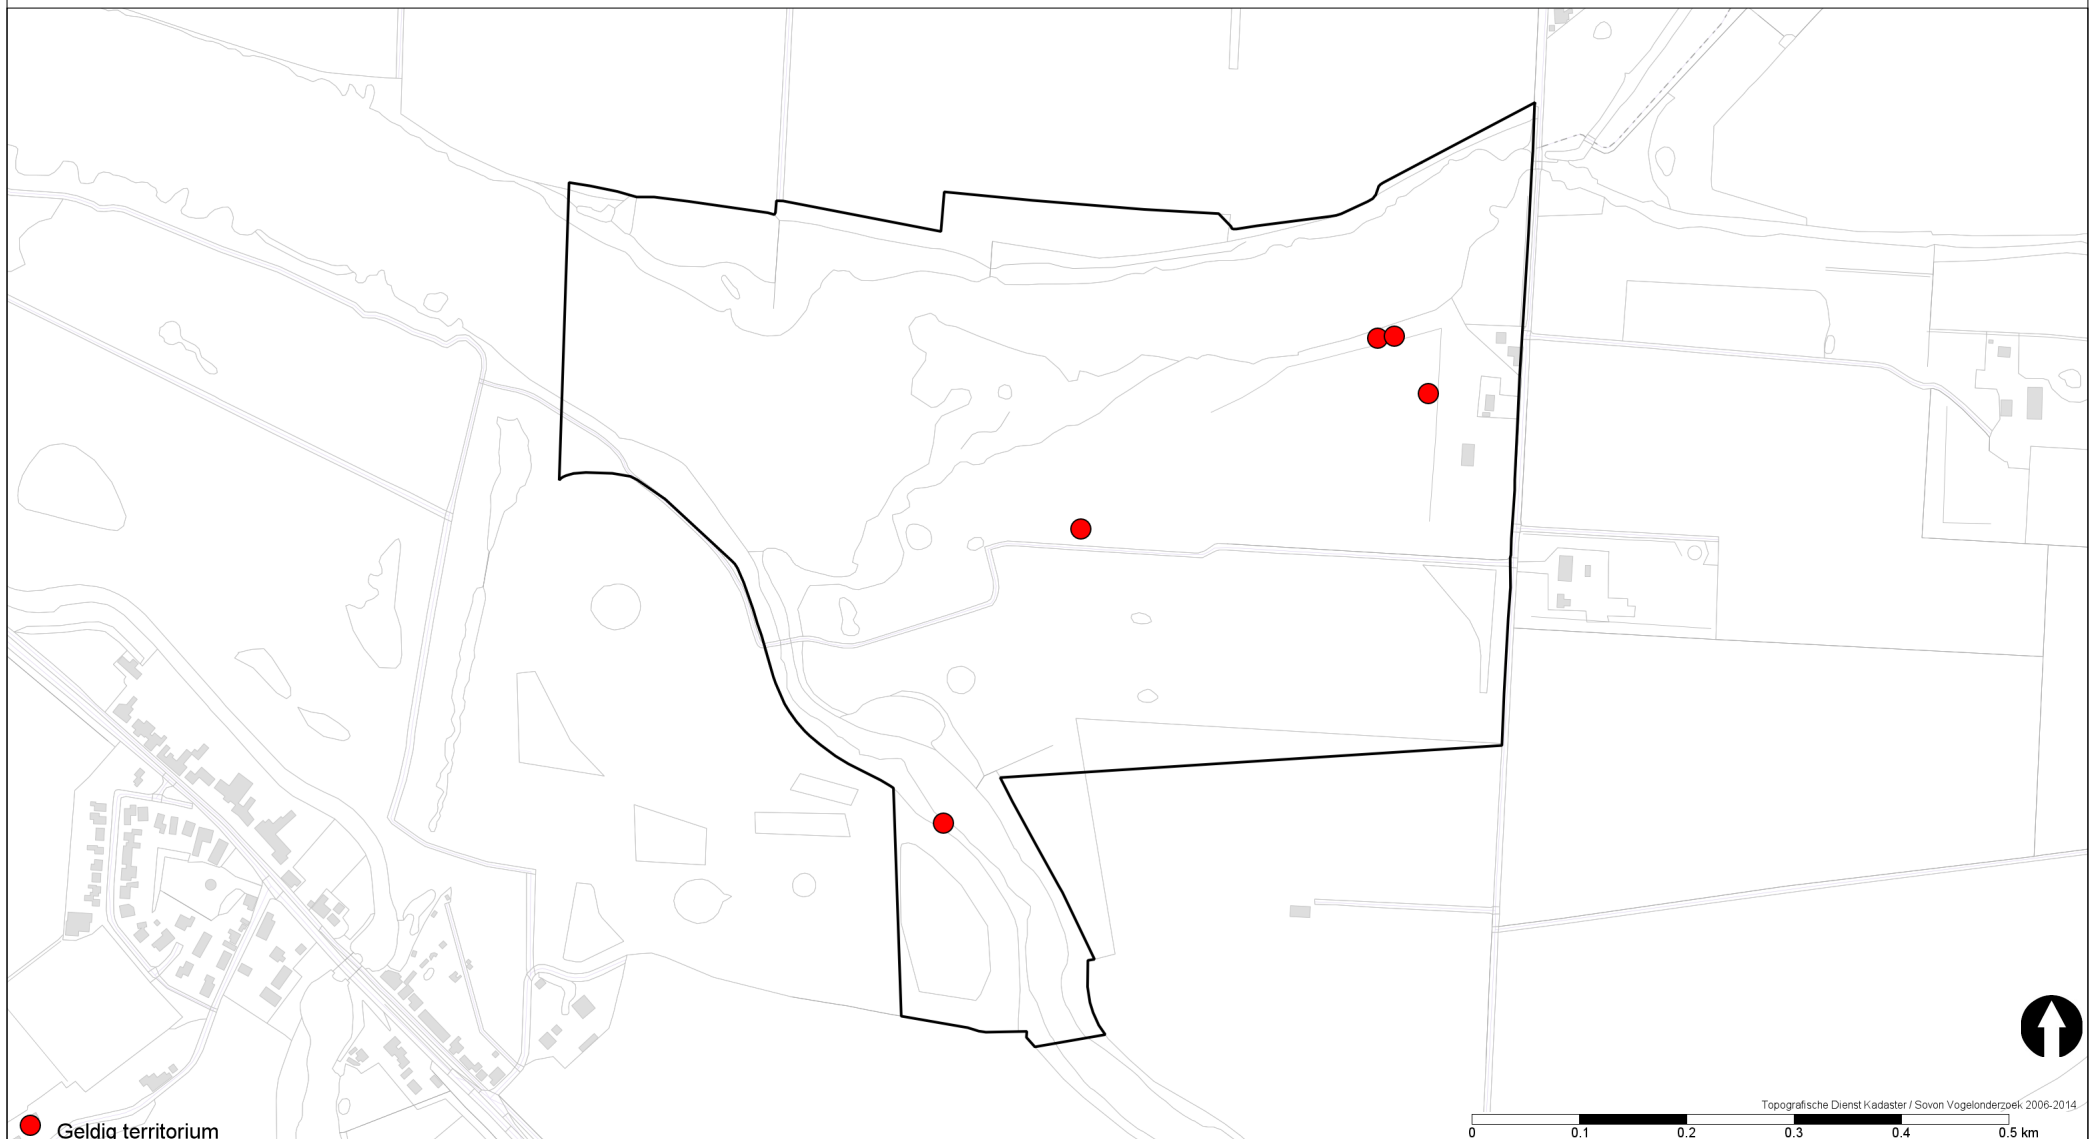 Topografische Dienst Kadaster / Sovon Vogelonderzoek 2006-2014
0 0.1 0.2 0.3 0.4 0.5 km
Geldig territorium